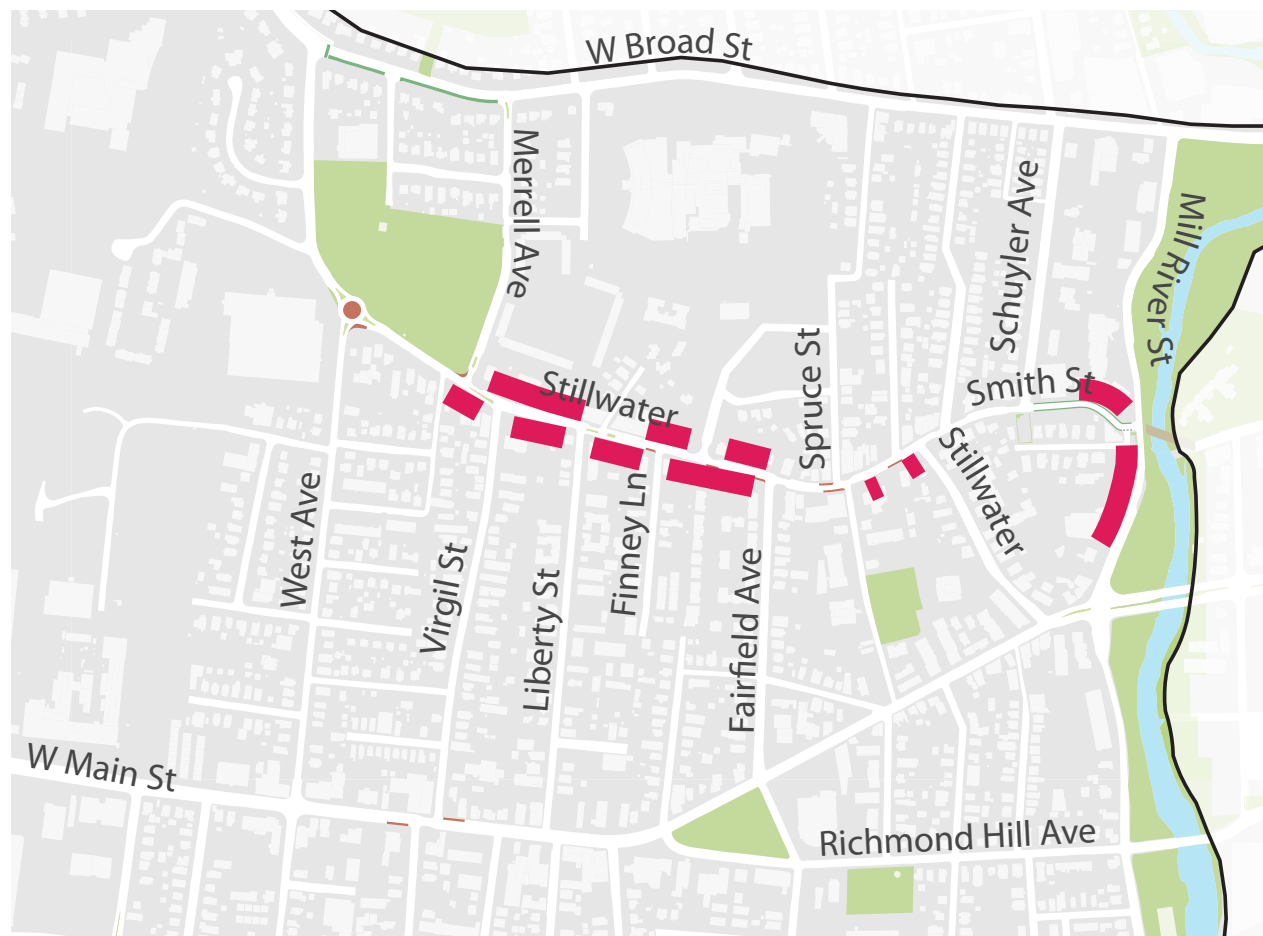 W Broad St
Merrell Ave
Schuyler Ave
Mill River St
Stillwater
Spruce St
Smith St
Stillwater
West Ave
Virgil St
Liberty St
Finney Ln
Fairfield Ave
W Main St
Richmond Hill Ave